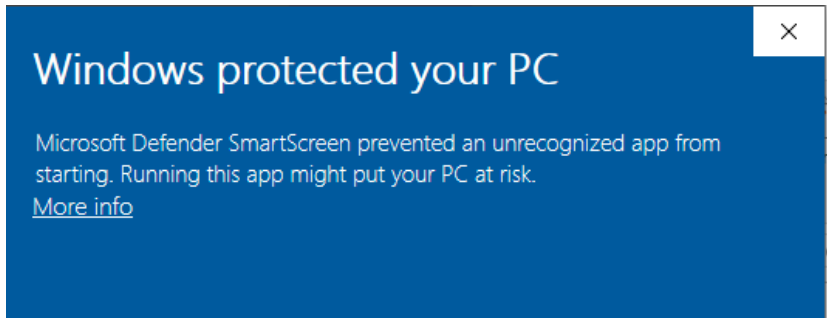 Windows protected your PC
Microsoft Defender SmartScreen prevented an unrecognized app from
starting. Running this app might put your PC at risk.
More info